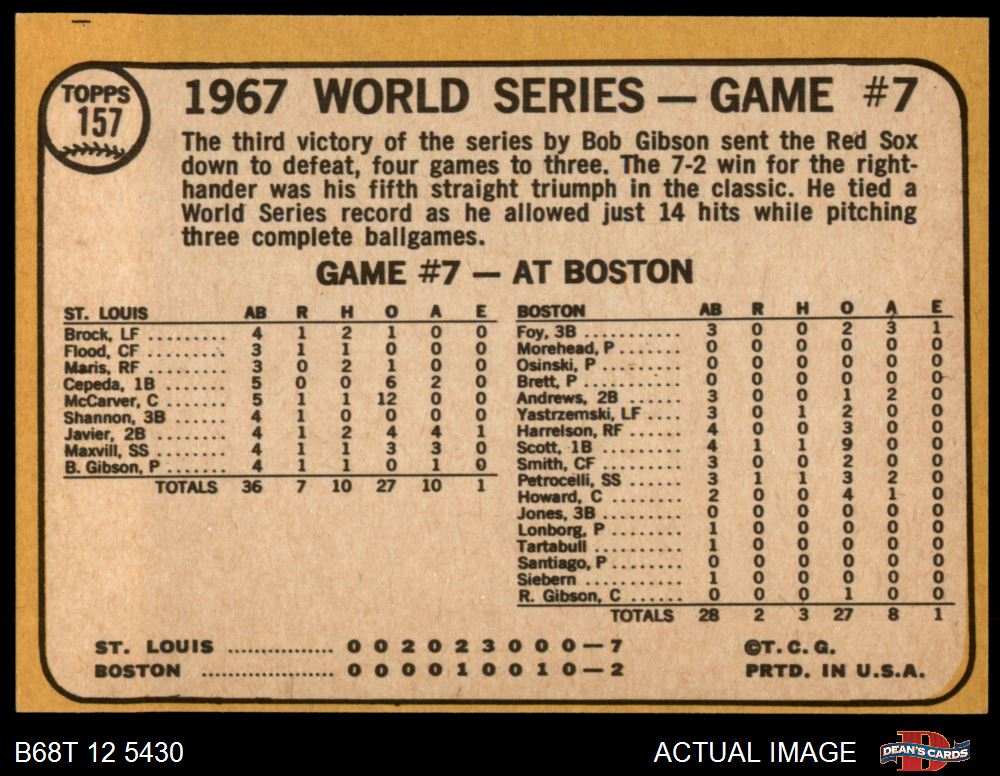 TOPPS
157
1967 WORLD SERIES — GAME #7
The third victory of the series by Bob Gibson sent the Red Sox
down to defeat, four games to three. The 7-2 win for the right-
hander was his fifth straight triumph in the classic. He tied a
World Series record as he allowed just 14 hits while pitching
three complete ballgames.
GAME #7 — AT BOSTON
ST. LOUIS AB R H O A E
Brock, LF ......... 4 1 2 1 0 0
Flood, CF ......... 3 1 1 0 0 0
Maris, RF ......... 3 0 2 1 0 0
Cepeda, 1B ....... 5 0 0 6 2 0
McCarver, C ...... 5 1 1 12 0 0
Shannon, 3B ...... 4 1 0 0 0 0
Javier, 2B ........ 4 1 2 4 4 1
Maxvill, SS ....... 4 1 1 3 3 0
B. Gibson, P ....... 4 1 1 0 1 0
TOTALS 36 7 10 27 10 1
BOSTON AB R H O A E
Foy, 3B ........... 3 0 0 2 3 1
Morehead, P ....... 0 0 0 0 0 0
Osinski, P ......... 0 0 0 0 0 0
Brett, P ........... 0 0 0 0 0 0
Andrews, 2B ....... 3 0 0 1 2 0
Yastrzemski, LF .... 3 0 1 2 0 0
Harrelson, RF ...... 4 0 0 3 0 0
Scott, 1B ......... 4 1 1 9 0 0
Smith, CF ......... 3 0 0 2 0 0
Petrocelli, SS ...... 3 1 1 3 2 0
Howard, C ........ 2 0 0 4 1 0
Jones, 3B ......... 0 0 0 0 0 0
Lonborg, P ........ 1 0 0 0 0 0
Tartabull .......... 1 0 0 0 0 0
Santiago, P ........ 0 0 0 0 0 0
Siebern ........... 1 0 0 0 0 0
R. Gibson, C ...... 0 0 0 1 0 0
TOTALS 28 2 3 27 8 1
ST. LOUIS ............... 0 0 2 0 2 3 0 0 0—7
BOSTON .................. 0 0 0 0 1 0 0 1 0—2
©T. C. G.
PRTD. IN U.S.A.
B68T 12 5430
ACTUAL IMAGE
DEAN'S CARDS